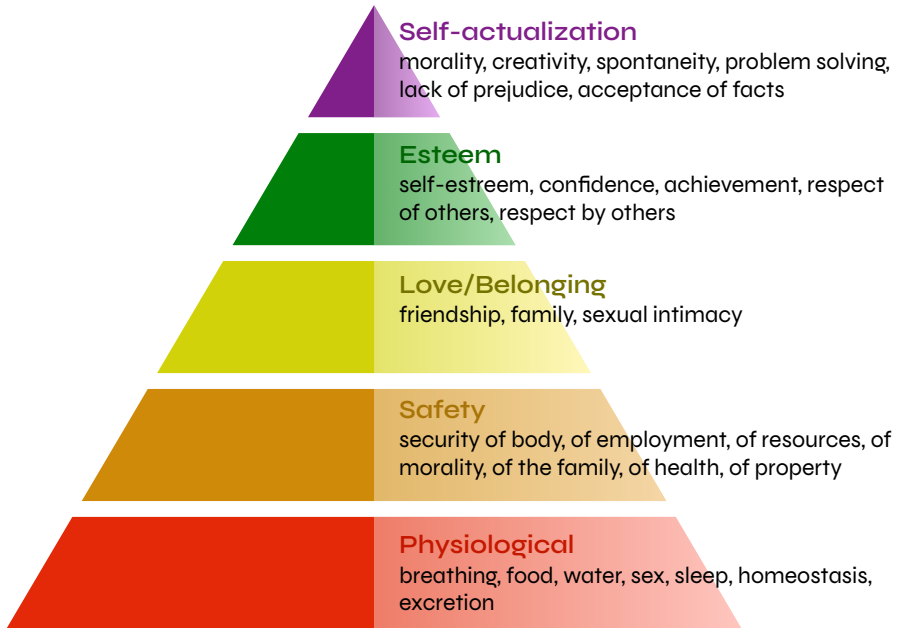 Self-actualization
morality, creativity, spontaneity, problem solving,
lack of prejudice, acceptance of facts
Esteem
self-estreem, confidence, achievement, respect
of others, respect by others
Love/Belonging
friendship, family, sexual intimacy
Safety
security of body, of employment, of resources, of
morality, of the family, of health, of property
Physiological
breathing, food, water, sex, sleep, homeostasis,
excretion